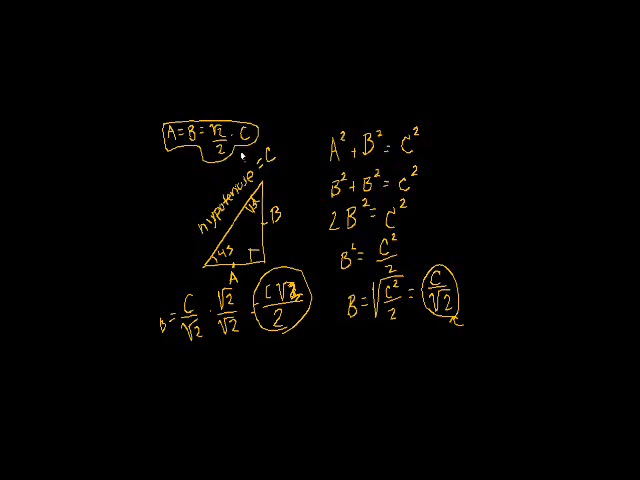 A = B = √2/2 · C
hypotenuse = C
45
45
B
A
B = C/√2 · √2/√2 = C√2/2
A² + B² = C²
B² + B² = C²
2B² = C²
B² = C²/2
B = √(C²/2) = C/√2